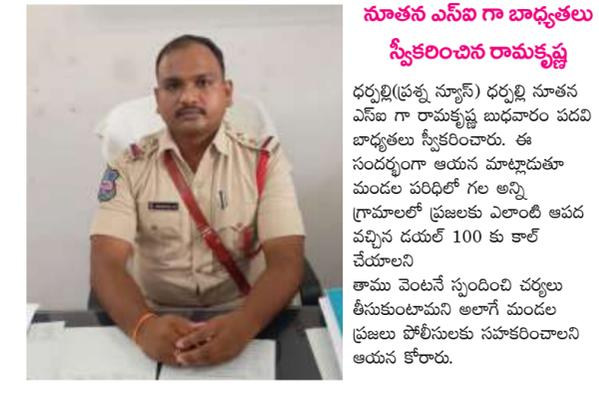 నూతన ఎస్ఐ గా బాధ్యతలు
స్వీకరించిన రామకృష్ణ
ధర్పల్లి(ప్రశ్న న్యూస్) ధర్పల్లి నూతన
ఎస్ఐ గా రామకృష్ణ బుధవారం పదవి
బాధ్యతలు స్వీకరించారు. ఈ
సందర్భంగా ఆయన మాట్లాడుతూ
మండల పరిధిలో గల అన్ని
గ్రామాలలో ప్రజలకు ఎలాంటి ఆపద
వచ్చిన డయల్ 100 కు కాల్
చేయాలని
తాము వెంటనే స్పందించి చర్యలు
తీసుకుంటామని అలాగే మండల
ప్రజలు పోలీసులకు సహకరించాలని
ఆయన కోరారు.